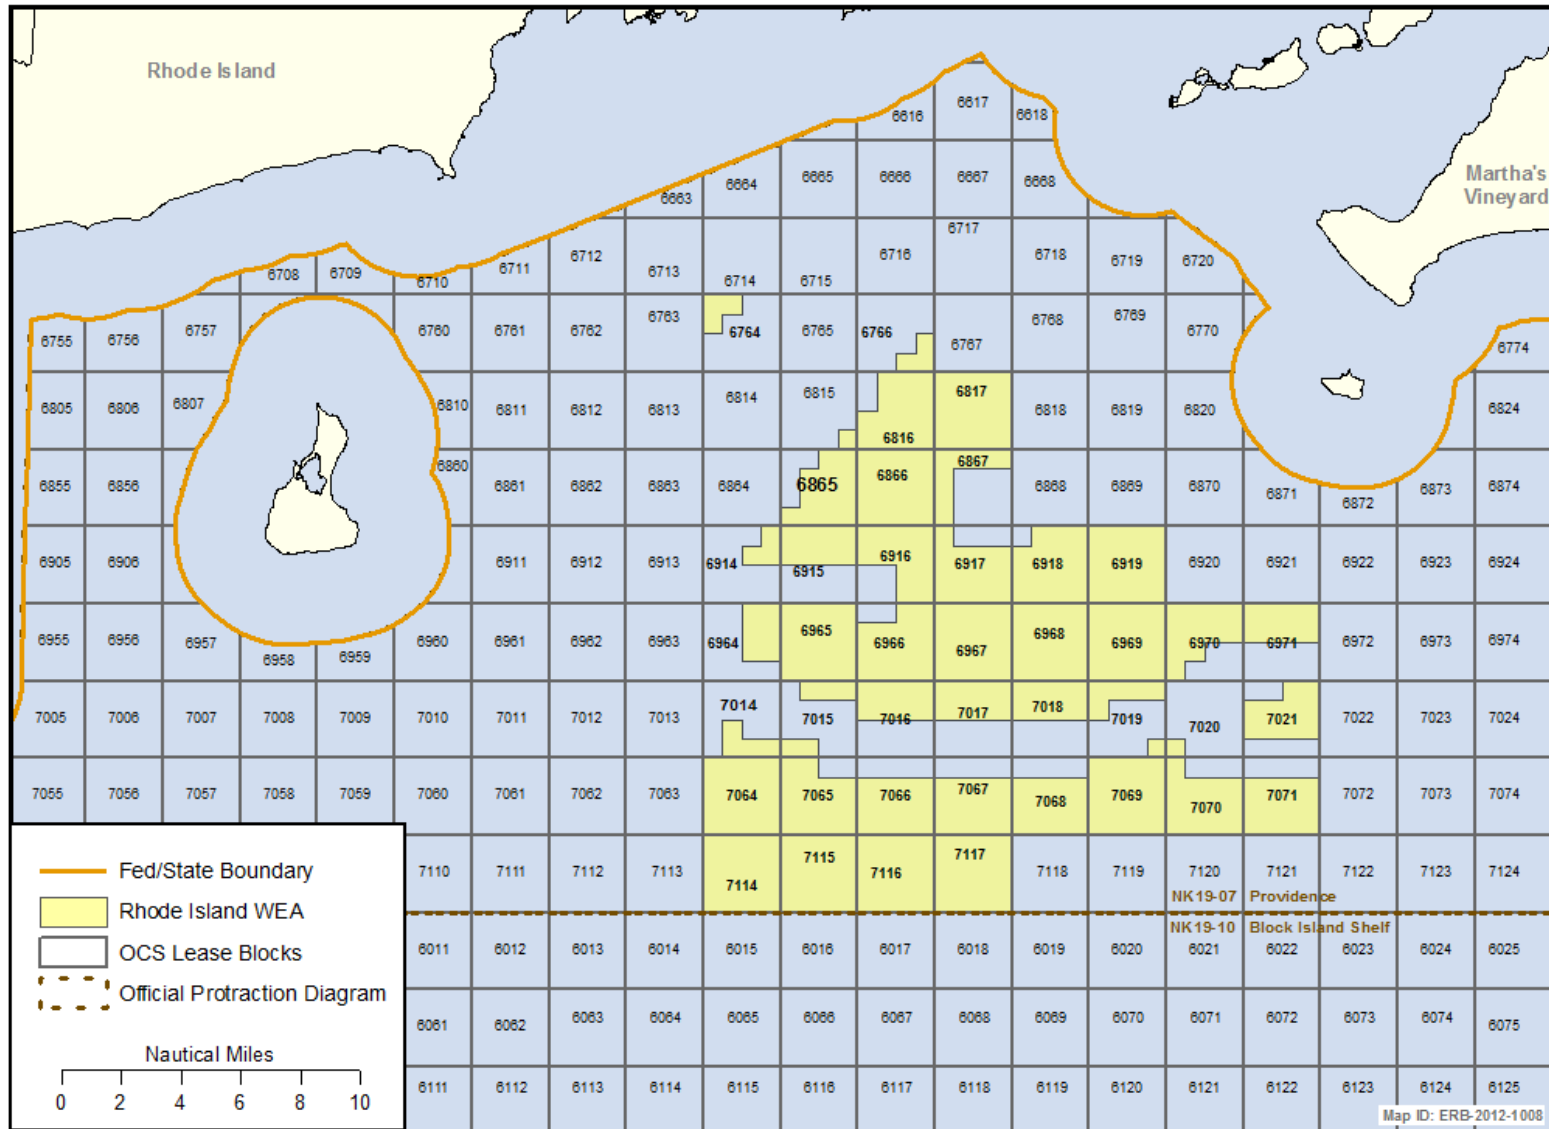 Rhode Island
6616 6617 6618
Martha's
Vineyard
6663 6664 6665 6666 6667 6668
6708 6709 6710 6711 6712 6713 6714 6715 6716 6717 6718 6719 6720
6755 6756 6757 6760 6761 6762 6763 6764 6765 6766 6767 6768 6769 6770 6774
6805 6806 6807 6810 6811 6812 6813 6814 6815 6816 6817 6818 6819 6820 6824
6855 6856 6860 6861 6862 6863 6864 6865 6866 6867 6868 6869 6870 6871 6872 6873 6874
6905 6906 6911 6912 6913 6914 6915 6916 6917 6918 6919 6920 6921 6922 6923 6924
6955 6956 6957 6958 6959 6960 6961 6962 6963 6964 6965 6966 6967 6968 6969 6970 6971 6972 6973 6974
7005 7006 7007 7008 7009 7010 7011 7012 7013 7014 7015 7016 7017 7018 7019 7020 7021 7022 7023 7024
7055 7056 7057 7058 7059 7060 7061 7062 7063 7064 7065 7066 7067 7068 7069 7070 7071 7072 7073 7074
7110 7111 7112 7113 7114 7115 7116 7117 7118 7119 7120 7121 7122 7123 7124
NK19-07 Providence
NK19-10 Block Island Shelf
6011 6012 6013 6014 6015 6016 6017 6018 6019 6020 6021 6022 6023 6024 6025
6061 6062 6063 6064 6065 6066 6067 6068 6069 6070 6071 6072 6073 6074 6075
6111 6112 6113 6114 6115 6116 6117 6118 6119 6120 6121 6122 6123 6124 6125
Fed/State Boundary
Rhode Island WEA
OCS Lease Blocks
Official Protraction Diagram
Nautical Miles
0 2 4 6 8 10
Map ID: ERB-2012-1008